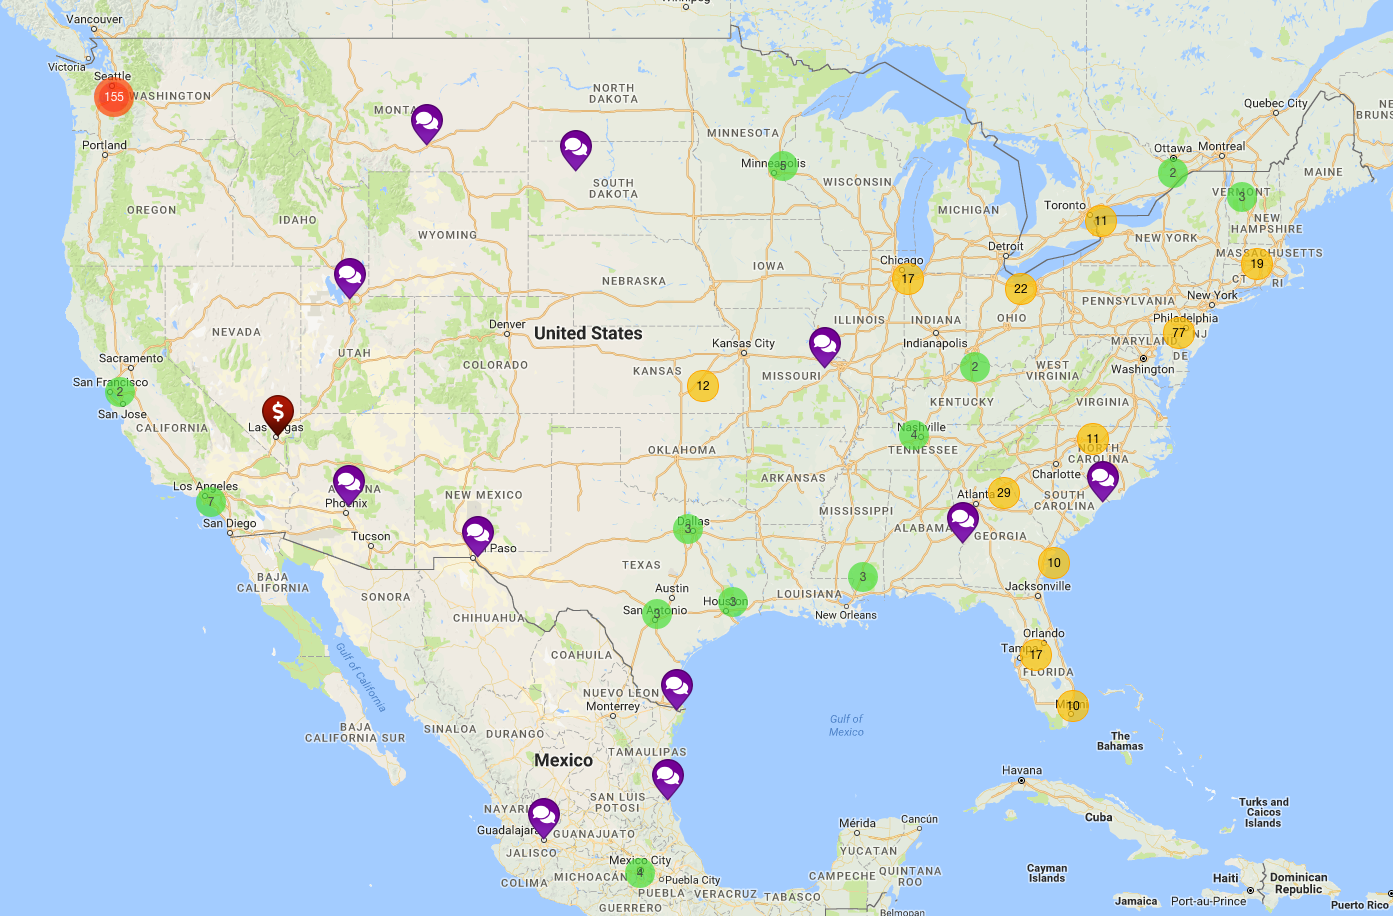 Winnipeg
Vancouver
Victoria
Seattle
155
WASHINGTON
MONTA
NORTH
DAKOTA
Quebec City
NE
BRUNS
Portland
MINNESOTA
Ottawa
Montreal
Minneapolis
5
2
MAINE
SOUTH
DAKOTA
WISCONSIN
VERMONT
3
OREGON
IDAHO
MICHIGAN
Toronto
11
NEW
HAMPSHIRE
WYOMING
Detroit
NEW YORK
MASSACHUSETTS
Chicago
IOWA
19
17
CT
RI
NEBRASKA
22
PENNSYLVANIA
New York
NEVADA
Denver
United States
ILLINOIS
INDIANA
OHIO
Philadelphia
77
NJ
Kansas City
Indianapolis
MARYLAND
DE
UTAH
COLORADO
Sacramento
KANSAS
MISSOURI
2
WEST
VIRGINIA
Washington
San Francisco
2
12
San Jose
KENTUCKY
VIRGINIA
CALIFORNIA
$
Las Vegas
Nashville
4
TENNESSEE
11
NORTH
CAROLINA
OKLAHOMA
Charlotte
Los Angeles
7
ARIZONA
Phoenix
NEW MEXICO
ARKANSAS
Atlanta
29
SOUTH
CAROLINA
San Diego
Dallas
3
MISSISSIPPI
ALABAMA
GEORGIA
Tucson
El Paso
TEXAS
10
BAJA
CALIFORNIA
SONORA
Austin
3
Jacksonville
CHIHUAHUA
San Antonio
3
Houston
3
LOUISIANA
New Orleans
Orlando
Gulf of California
COAHUILA
Tampa
17
FLORIDA
NUEVO LEON
Monterrey
Miami
10
BAJA
CALIFORNIA SUR
SINALOA
DURANGO
Gulf of
Mexico
The
Bahamas
Mexico
TAMAULIPAS
Havana
NAYARIT
SAN LUIS
POTOSI
Turks and
Caicos
Islands
Guadalajara
GUANAJUATO
Mérida
Cancún
Cuba
JALISCO
YUCATAN
Mexico City
4
COLIMA
MICHOACÁN
Puebla City
CAMPECHE
QUINTANA
ROO
Cayman
Islands
Haiti
Dominican
Republic
PUEBLA
VERACRUZ
TABASCO
GUERRERO
Belmopan
Jamaica
Port-au-Prince
Puerto Rico